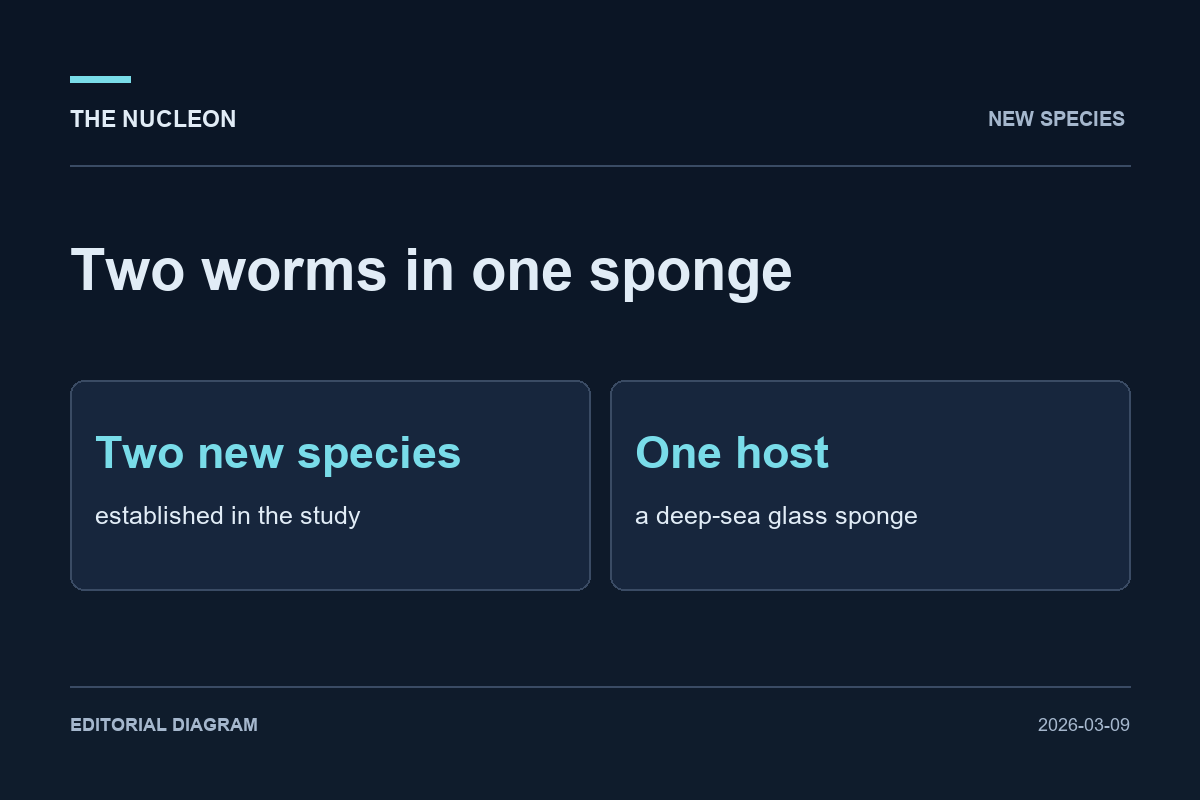 THE NUCLEON
NEW SPECIES
Two worms in one sponge
Two new species
established in the study
One host
a deep-sea glass sponge
EDITORIAL DIAGRAM
2026-03-09